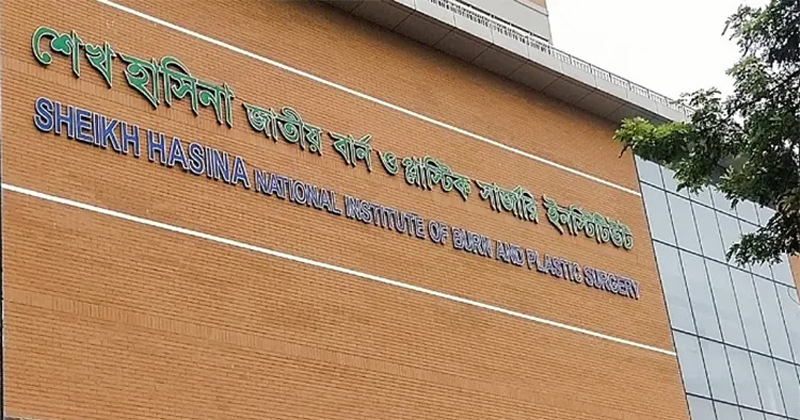 শেখ হাসিনা জাতীয় বার্ন ও প্লাস্টিক সার্জারি ইনস্টিটিউট
SHEIKH HASINA NATIONAL INSTITUTE OF BURN AND PLASTIC SURGERY